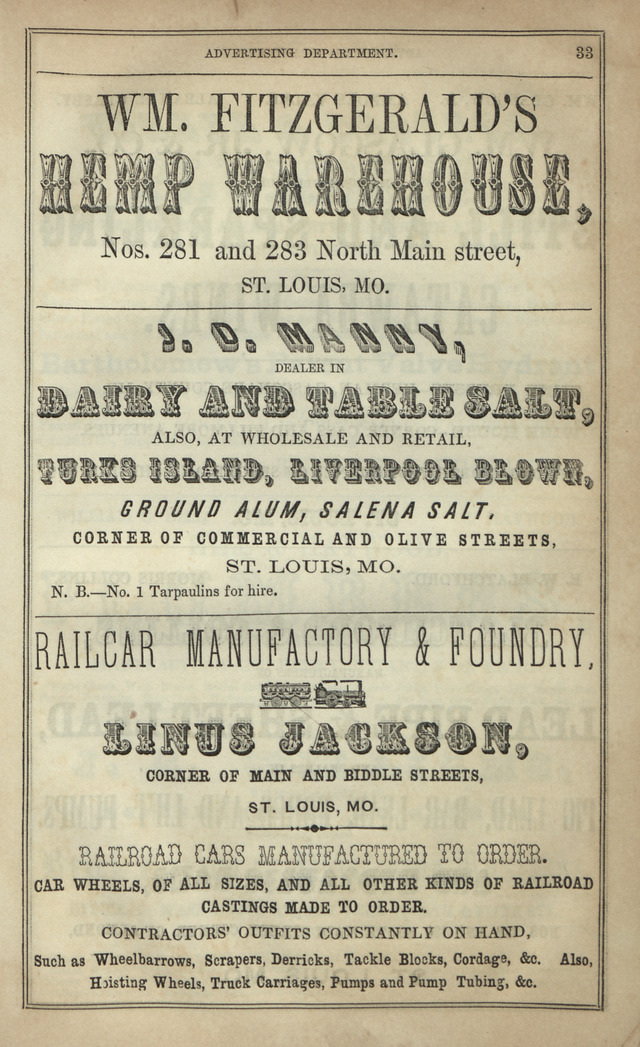 ADVERTISING DEPARTMENT. 33
WM. FITZGERALD'S
HEMP WAREHOUSE,
Nos. 281 and 283 North Main street,
ST. LOUIS, MO.
J. D. MANNY,
DEALER IN
DAIRY AND TABLE SALT,
ALSO, AT WHOLESALE AND RETAIL,
TURKS ISLAND, LIVERPOOL BLOWN,
GROUND ALUM, SALENA SALT.
CORNER OF COMMERCIAL AND OLIVE STREETS,
ST. LOUIS, MO.
N. B.—No. 1 Tarpaulins for hire.
RAILCAR MANUFACTORY & FOUNDRY,
LINUS JACKSON,
CORNER OF MAIN AND BIDDLE STREETS,
ST. LOUIS, MO.
RAILROAD CARS MANUFACTURED TO ORDER.
CAR WHEELS, OF ALL SIZES, AND ALL OTHER KINDS OF RAILROAD
CASTINGS MADE TO ORDER.
CONTRACTORS' OUTFITS CONSTANTLY ON HAND,
Such as Wheelbarrows, Scrapers, Derricks, Tackle Blocks, Cordage, &c. Also,
Hoisting Wheels, Truck Carriages, Pumps and Pump Tubing, &c.